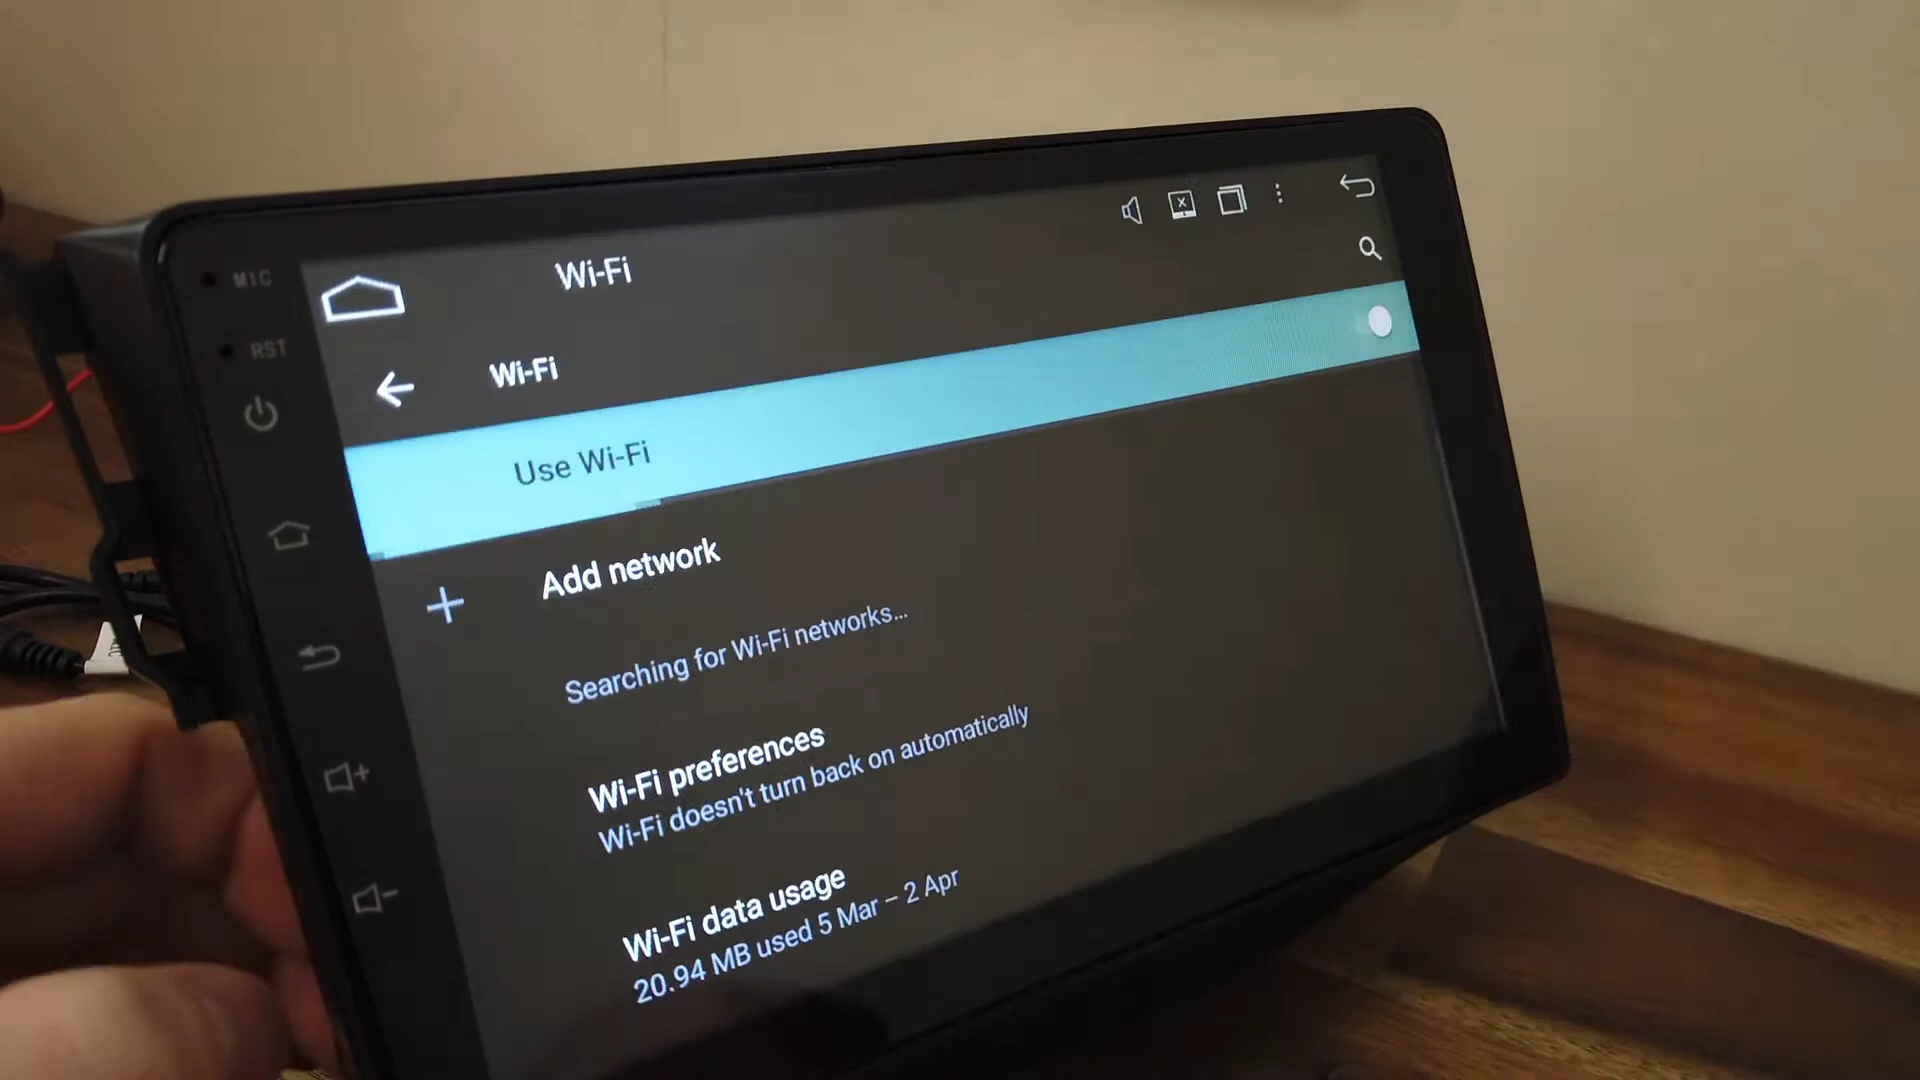 MIC
RST
Wi-Fi
Wi-Fi
Use Wi-Fi
Add network
Searching for Wi-Fi networks...
Wi-Fi preferences
Wi-Fi doesn't turn back on automatically
Wi-Fi data usage
20.94 MB used 5 Mar – 2 Apr